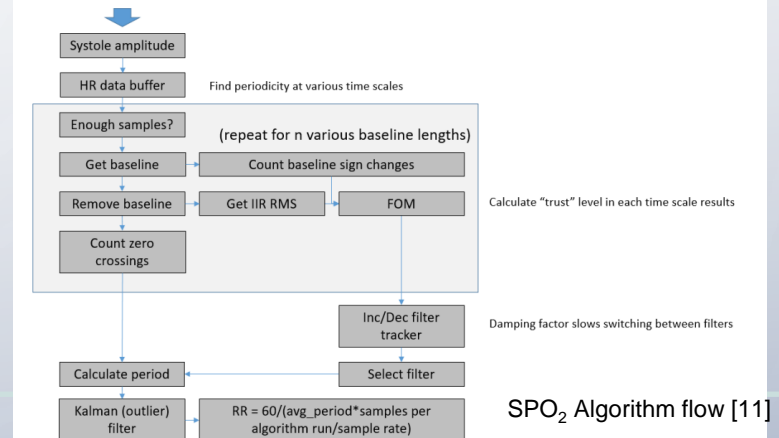 Systole amplitude
HR data buffer
Find periodicity at various time scales
Enough samples?
(repeat for n various baseline lengths)
Get baseline
Count baseline sign changes
Remove baseline
Get IIR RMS
FOM
Calculate “trust” level in each time scale results
Count zero
crossings
Inc/Dec filter
tracker
Damping factor slows switching between filters
Calculate period
Select filter
Kalman (outlier)
filter
RR = 60/(avg_period*samples per
algorithm run/sample rate)
SPO₂ Algorithm flow [11]